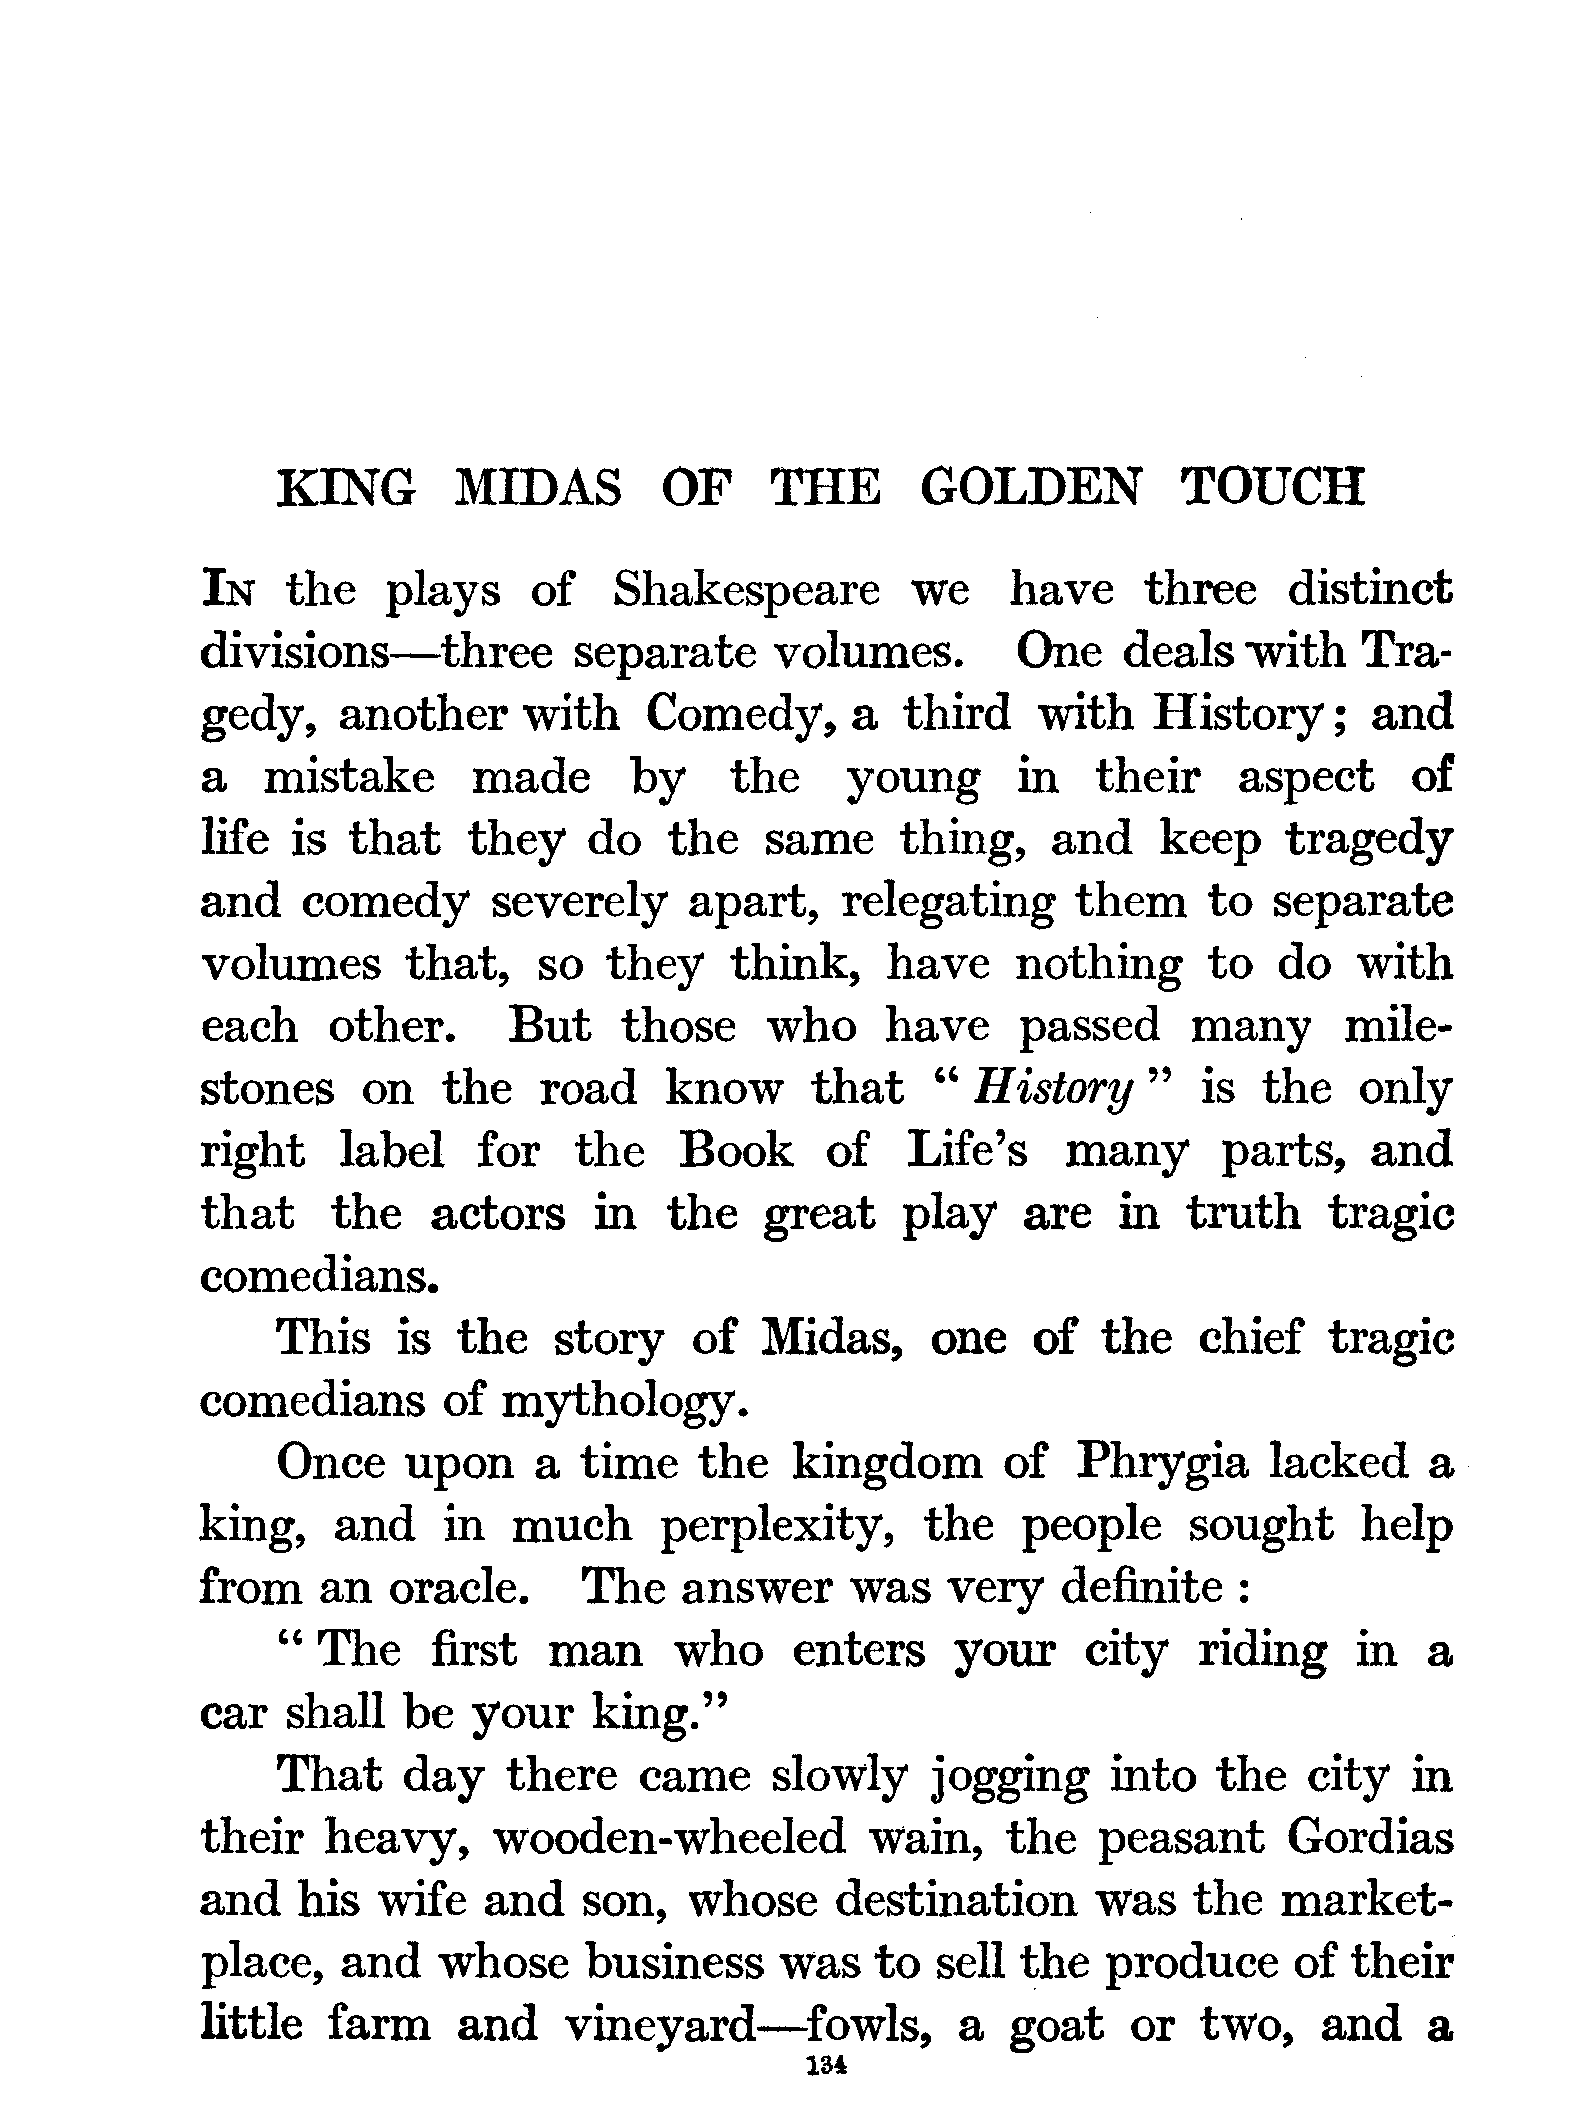 KING MIDAS OF THE GOLDEN TOUCH
IN the plays of Shakespeare we have three distinct
divisions—three separate volumes. One deals with Tra-
gedy, another with Comedy, a third with History; and
a mistake made by the young in their aspect of
life is that they do the same thing, and keep tragedy
and comedy severely apart, relegating them to separate
volumes that, so they think, have nothing to do with
each other. But those who have passed many mile-
stones on the road know that “ History ” is the only
right label for the Book of Life’s many parts, and
that the actors in the great play are in truth tragic
comedians.
This is the story of Midas, one of the chief tragic
comedians of mythology.
Once upon a time the kingdom of Phrygia lacked a
king, and in much perplexity, the people sought help
from an oracle. The answer was very definite :
“ The first man who enters your city riding in a
car shall be your king.”
That day there came slowly jogging into the city in
their heavy, wooden-wheeled wain, the peasant Gordias
and his wife and son, whose destination was the market-
place, and whose business was to sell the produce of their
little farm and vineyard—fowls, a goat or two, and a
134